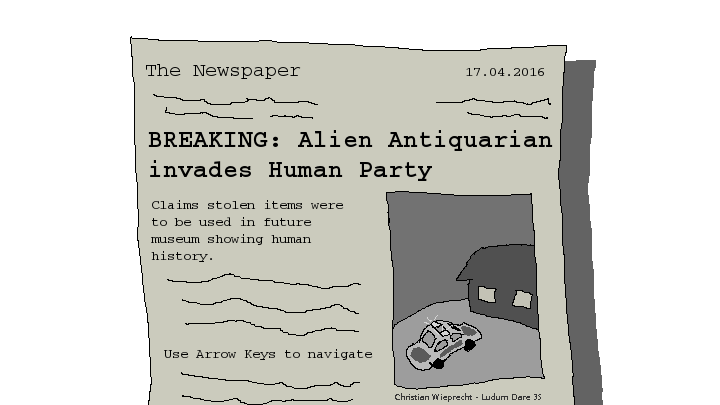 The Newspaper 17.04.2016
BREAKING: Alien Antiquarian
invades Human Party
Claims stolen items were
to be used in future
museum showing human
history.
Use Arrow Keys to navigate
Christian Wieprecht - Ludum Dare 35